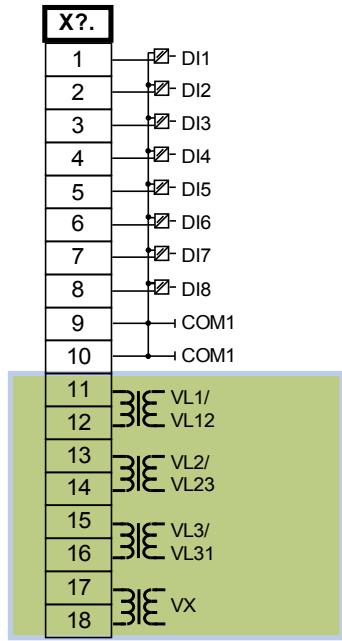 X?.
1 DI1
2 DI2
3 DI3
4 DI4
5 DI5
6 DI6
7 DI7
8 DI8
9 COM1
10 COM1
11 VL1/
12 VL12
13 VL2/
14 VL23
15 VL3/
16 VL31
17
VX
18